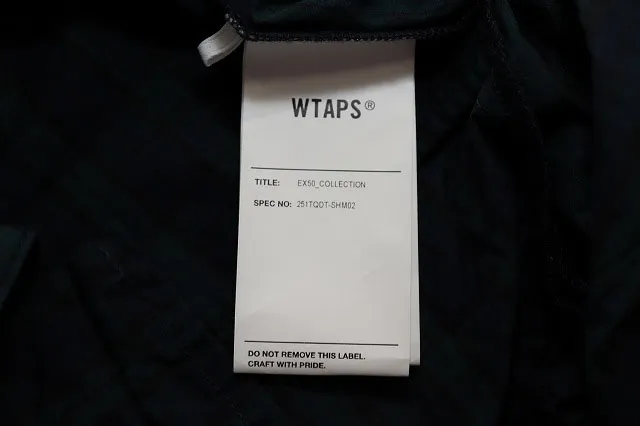 WTAPS®
TITLE: EX50_COLLECTION
SPEC NO: 251TQDT-SHM02
DO NOT REMOVE THIS LABEL.
CRAFT WITH PRIDE.